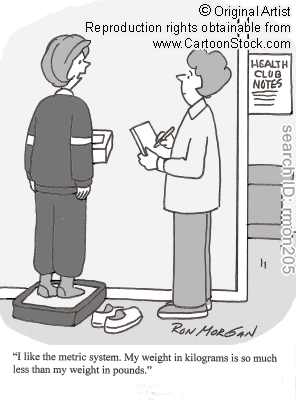 © Original Artist
Reproduction rights obtainable from
www.CartoonStock.com
HEALTH
CLUB
NOTES
search ID: rmon205
RON MORGAN
“I like the metric system. My weight in kilograms is so much
less than my weight in pounds.”